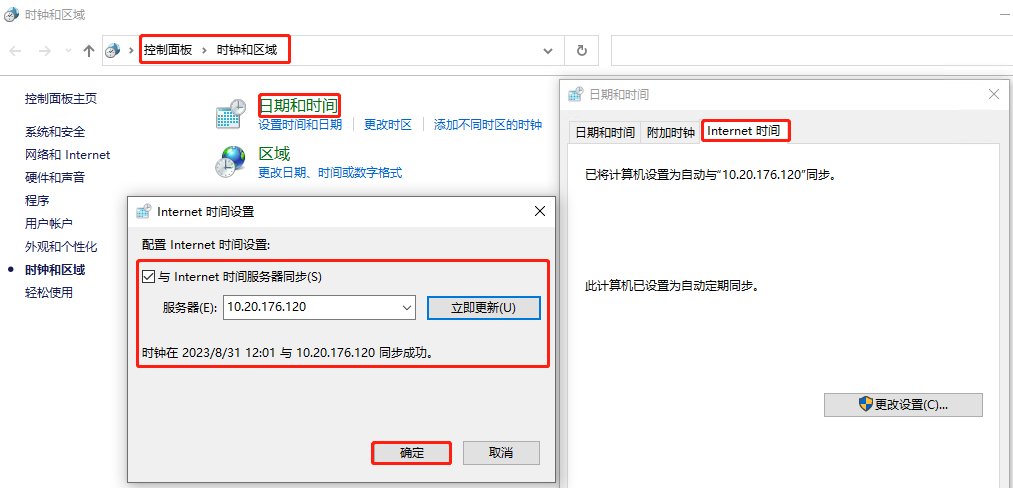 时钟和区域
控制面板 > 时钟和区域
控制面板主页
系统和安全
网络和 Internet
硬件和声音
程序
用户帐户
外观和个性化
时钟和区域
轻松使用
日期和时间
设置时间和日期 更改时区 添加不同时区的时钟
区域
更改日期、时间或数字格式
Internet 时间设置
配置 Internet 时间设置:
与 Internet 时间服务器同步(S)
服务器(E): 10.20.176.120 立即更新(U)
时钟在 2023/8/31 12:01 与 10.20.176.120 同步成功。
确定 取消
日期和时间
日期和时间 附加时钟 Internet 时间
已将计算机设置为自动与“10.20.176.120”同步。
此计算机已设置为自动定期同步。
更改设置(C)...